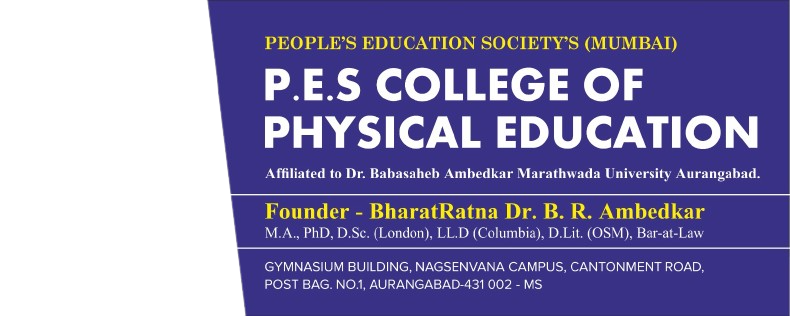 PEOPLE'S EDUCATION SOCIETY'S (MUMBAI)
P.E.S COLLEGE OF
PHYSICAL EDUCATION
Affiliated to Dr. Babasaheb Ambedkar Marathwada University Aurangabad.
Founder - BharatRatna Dr. B. R. Ambedkar
M.A., PhD, D.Sc. (London), LL.D (Columbia), D.Lit. (OSM), Bar-at-Law
GYMNASIUM BUILDING, NAGSENVANA CAMPUS, CANTONMENT ROAD,
POST BAG. NO.1, AURANGABAD-431 002 - MS